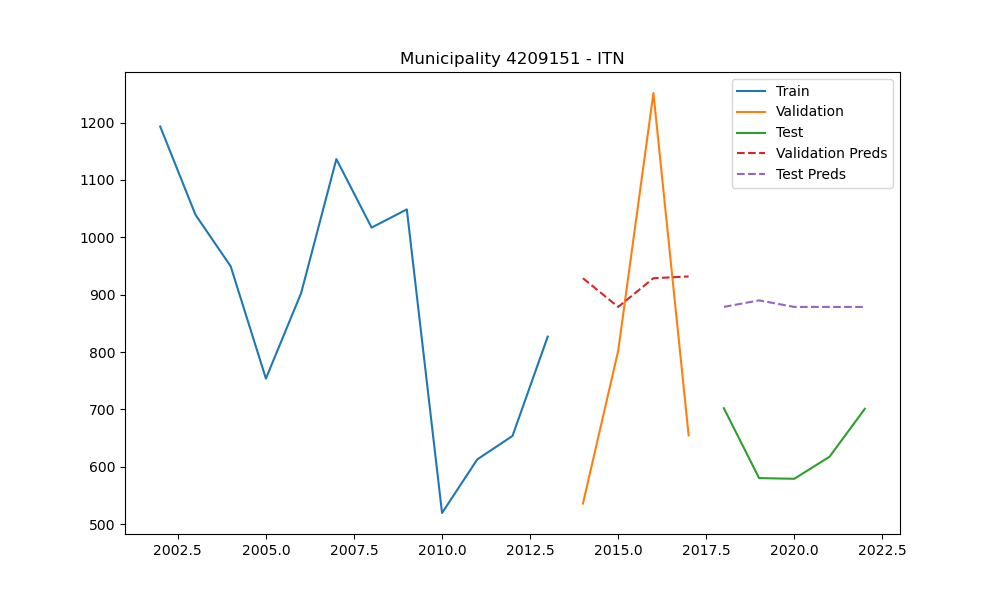 Municipality 4209151 - ITN
Train
Validation
Test
Validation Preds
Test Preds
1200
1100
1000
900
800
700
600
500
2002.5 2005.0 2007.5 2010.0 2012.5 2015.0 2017.5 2020.0 2022.5